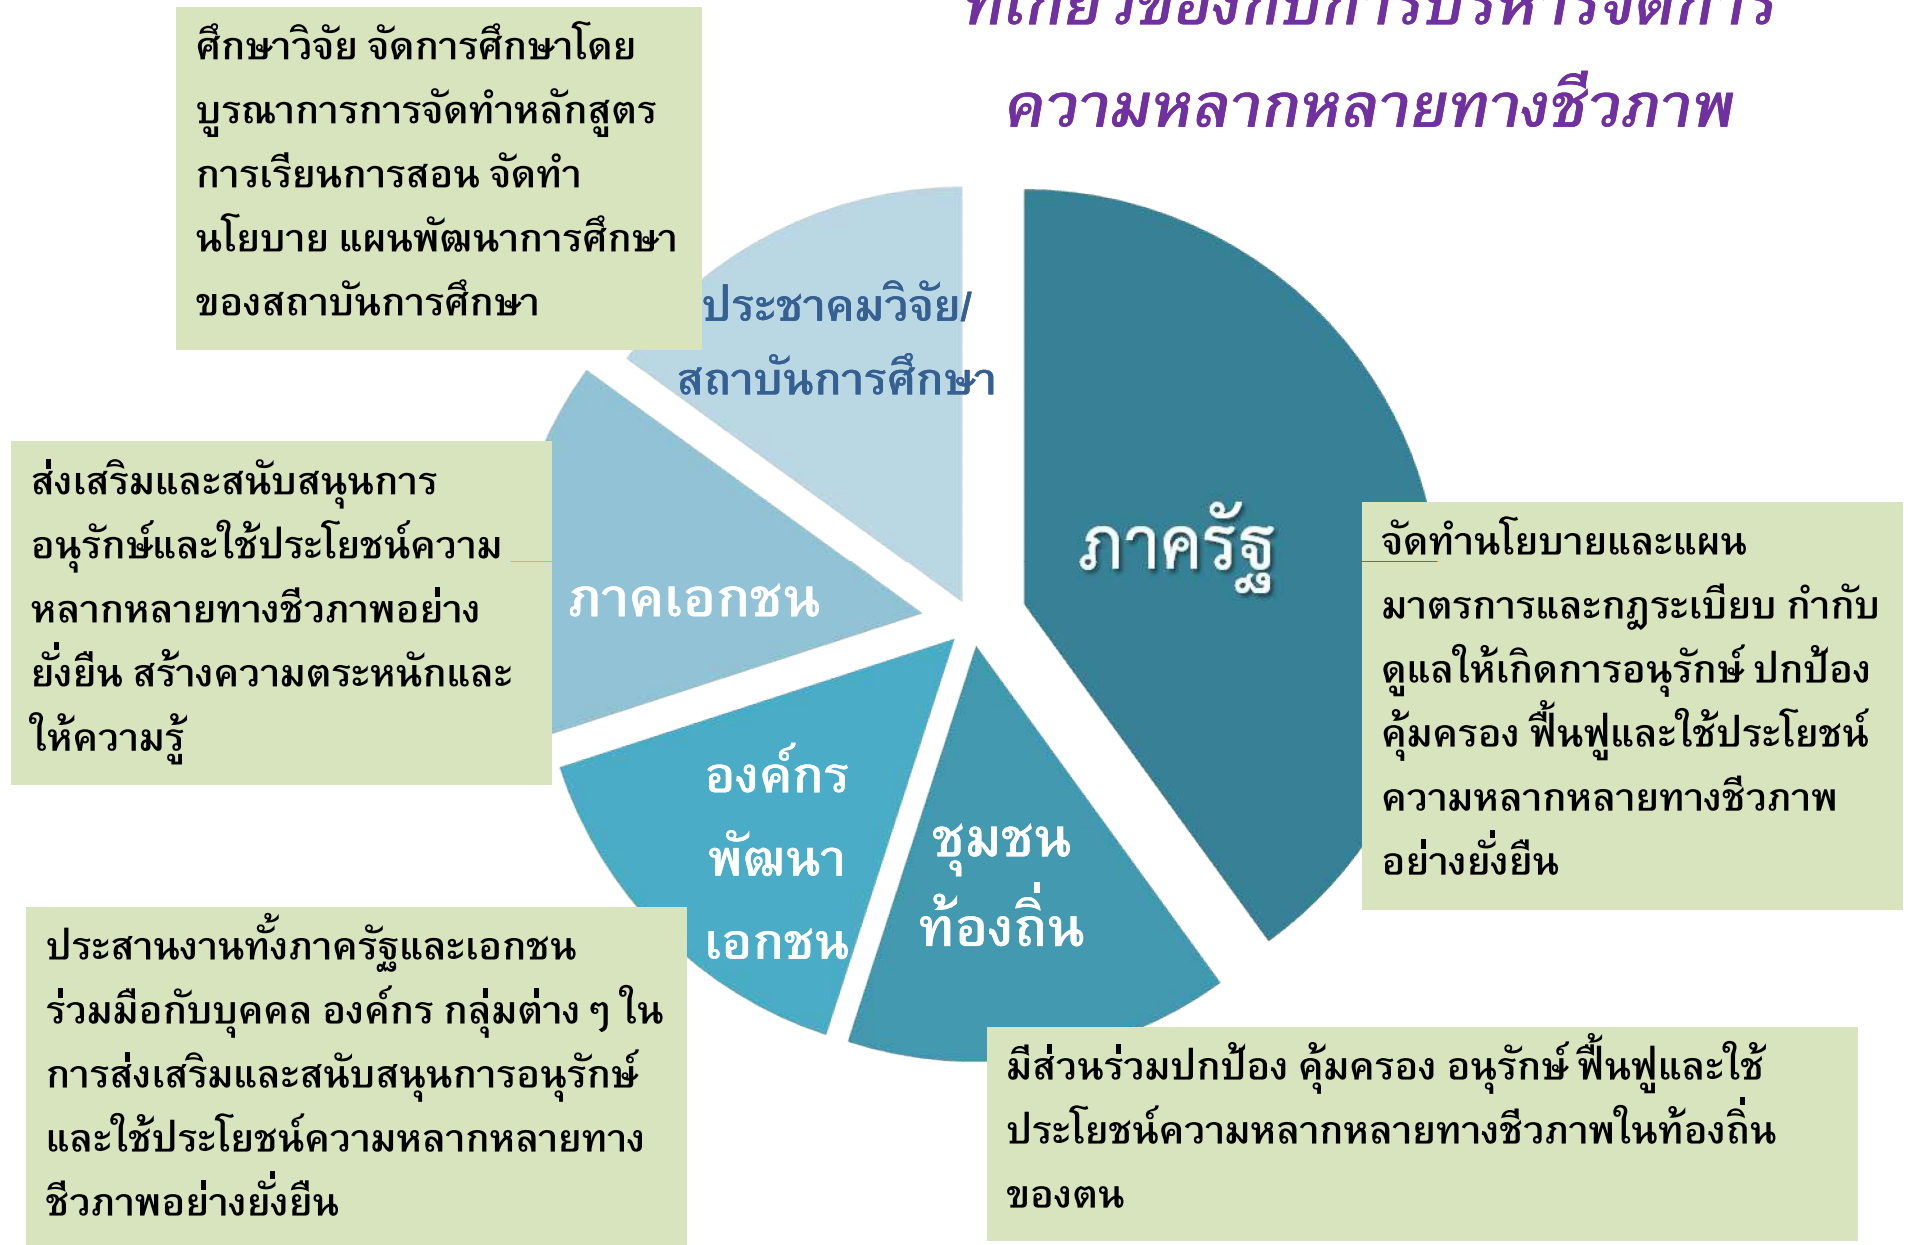 ที่เกี่ยวข้องกับการบริหารจัดการ
ความหลากหลายทางชีวภาพ
ศึกษาวิจัย จัดการศึกษาโดย
บูรณาการการจัดทำหลักสูตร
การเรียนการสอน จัดทำ
นโยบาย แผนพัฒนาการศึกษา
ของสถาบันการศึกษา
ประชาคมวิจัย/
สถาบันการศึกษา
ส่งเสริมและสนับสนุนการ
อนุรักษ์และใช้ประโยชน์ความ
หลากหลายทางชีวภาพอย่าง
ยั่งยืน สร้างความตระหนักและ
ให้ความรู้
ภาคเอกชน
ภาครัฐ
จัดทำนโยบายและแผน
มาตรการและกฎระเบียบ กำกับ
ดูแลให้เกิดการอนุรักษ์ ปกป้อง
คุ้มครอง ฟื้นฟูและใช้ประโยชน์
ความหลากหลายทางชีวภาพ
อย่างยั่งยืน
องค์กร
พัฒนา
เอกชน
ชุมชน
ท้องถิ่น
ประสานงานทั้งภาครัฐและเอกชน
ร่วมมือกับบุคคล องค์กร กลุ่มต่าง ๆ ใน
การส่งเสริมและสนับสนุนการอนุรักษ์
และใช้ประโยชน์ความหลากหลายทาง
ชีวภาพอย่างยั่งยืน
มีส่วนร่วมปกป้อง คุ้มครอง อนุรักษ์ ฟื้นฟูและใช้
ประโยชน์ความหลากหลายทางชีวภาพในท้องถิ่น
ของตน